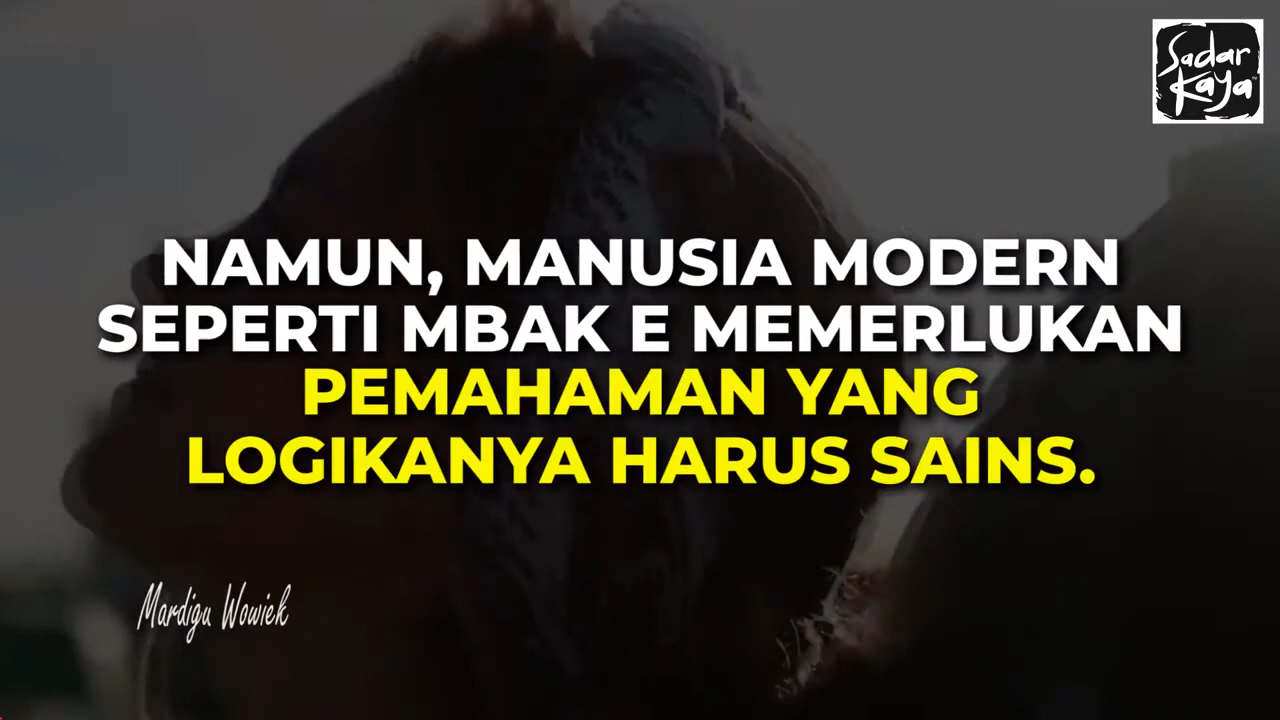 Sadar
Kaya
NAMUN, MANUSIA MODERN
SEPERTI MBAK E MEMERLUKAN
PEMAHAMAN YANG
LOGIKANYA HARUS SAINS.
Mardigu Wowiek